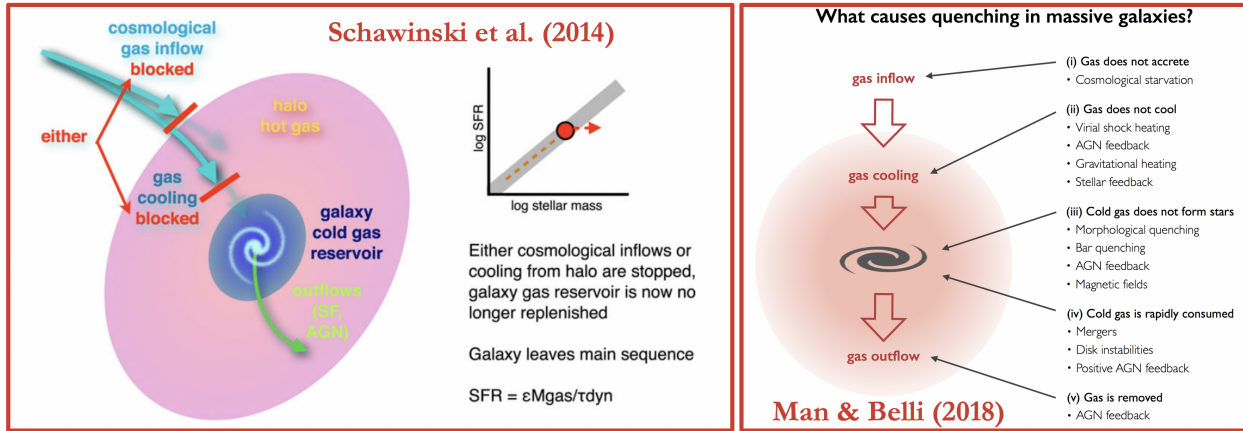 Schawinski et al. (2014)
cosmological
gas inflow
blocked
either
halo
hot gas
gas
cooling
blocked
galaxy
cold gas
reservoir
outflows
(SF,
AGN)
log SFR
log stellar mass
Either cosmological inflows or
cooling from halo are stopped,
galaxy gas reservoir is now no
longer replenished
Galaxy leaves main sequence
SFR = εMgas/τdyn
What causes quenching in massive galaxies?
gas inflow
gas cooling
gas outflow
(i) Gas does not accrete
• Cosmological starvation
(ii) Gas does not cool
• Virial shock heating
• AGN feedback
• Gravitational heating
• Stellar feedback
(iii) Cold gas does not form stars
• Morphological quenching
• Bar quenching
• AGN feedback
• Magnetic fields
(iv) Cold gas is rapidly consumed
• Mergers
• Disk instabilities
• Positive AGN feedback
(v) Gas is removed
• AGN feedback
Man & Belli (2018)